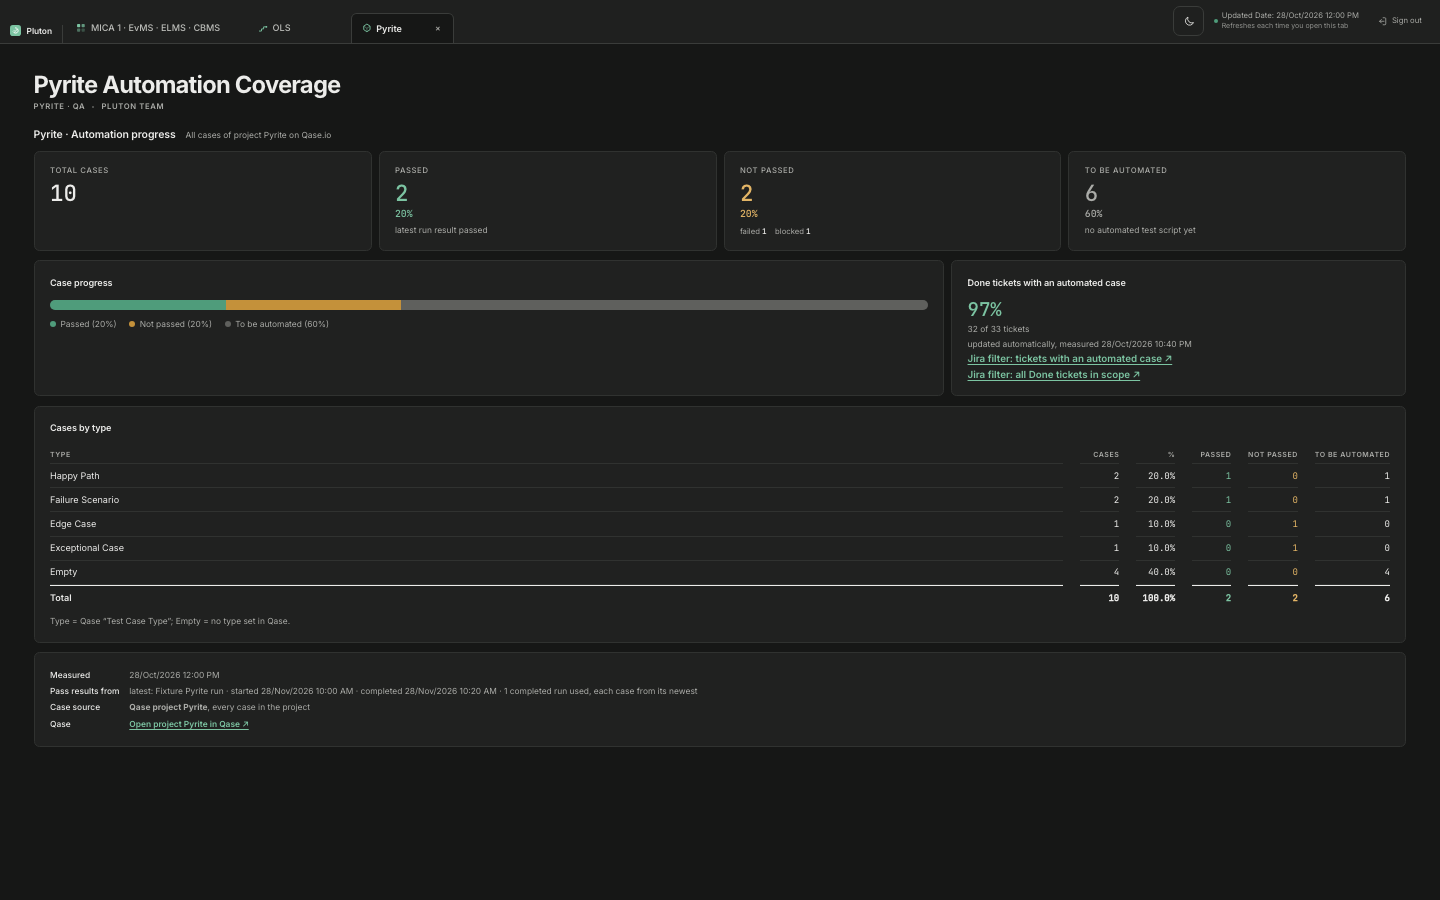 Pluton
MICA 1 · EvMS · ELMS · CBMS
OLS
Pyrite ×
Updated Date: 28/Oct/2026 12:00 PM
Refreshes each time you open this tab
Sign out
Pyrite Automation Coverage
PYRITE · QA · PLUTON TEAM
Pyrite · Automation progress All cases of project Pyrite on Qase.io
TOTAL CASES
10
PASSED
2
20%
latest run result passed
NOT PASSED
2
20%
failed 1 blocked 1
TO BE AUTOMATED
6
60%
no automated test script yet
Case progress
Passed (20%) Not passed (20%) To be automated (60%)
Done tickets with an automated case
97%
32 of 33 tickets
updated automatically, measured 28/Oct/2026 10:40 PM
Jira filter: tickets with an automated case ↗
Jira filter: all Done tickets in scope ↗
Cases by type
TYPE CASES % PASSED NOT PASSED TO BE AUTOMATED
Happy Path 2 20.0% 1 0 1
Failure Scenario 2 20.0% 1 0 1
Edge Case 1 10.0% 0 1 0
Exceptional Case 1 10.0% 0 1 0
Empty 4 40.0% 0 0 4
Total 10 100.0% 2 2 6
Type = Qase "Test Case Type"; Empty = no type set in Qase.
Measured 28/Oct/2026 12:00 PM
Pass results from latest: Fixture Pyrite run · started 28/Nov/2026 10:00 AM · completed 28/Nov/2026 10:20 AM · 1 completed run used, each case from its newest
Case source Qase project Pyrite, every case in the project
Qase Open project Pyrite in Qase ↗